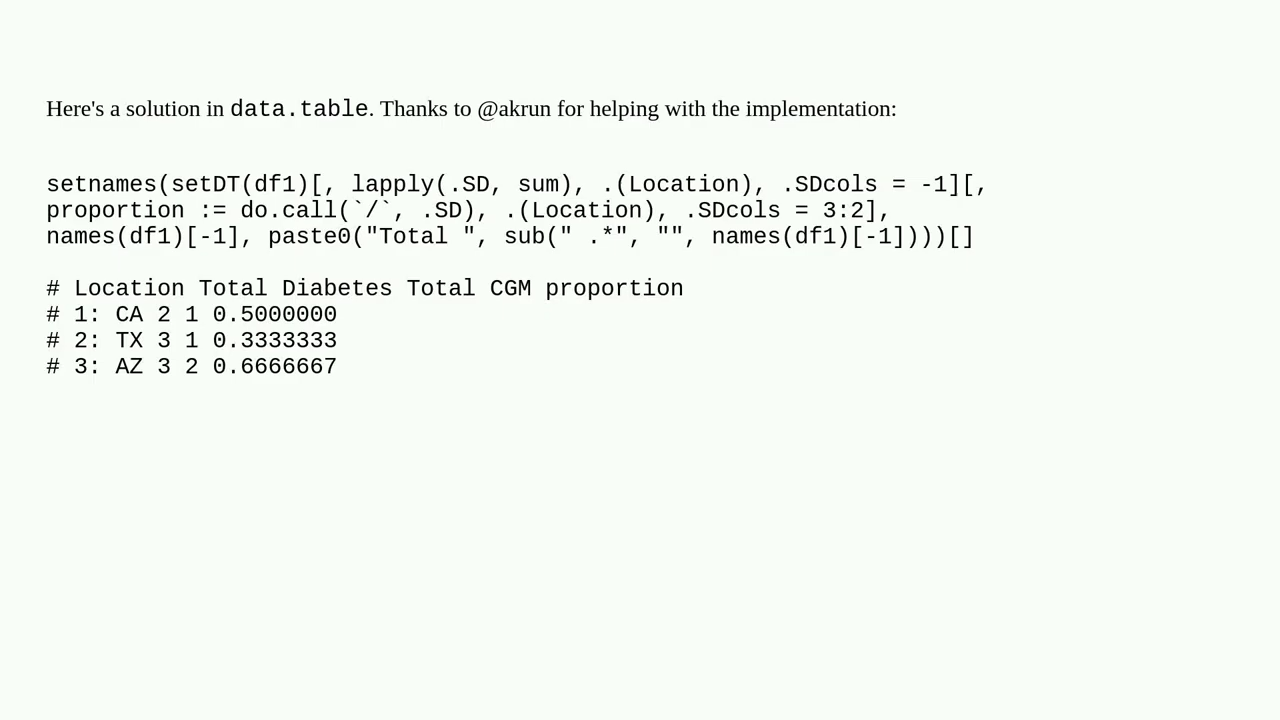 Here's a solution in data.table. Thanks to @akrun for helping with the implementation:
setnames(setDT(df1)[, lapply(.SD, sum), .(Location), .SDcols = -1][,
proportion := do.call(`/`, .SD), .(Location), .SDcols = 3:2],
names(df1)[-1], paste0("Total ", sub(" .*", "", names(df1)[-1])))[]
# Location Total Diabetes Total CGM proportion
# 1: CA 2 1 0.5000000
# 2: TX 3 1 0.3333333
# 3: AZ 3 2 0.6666667